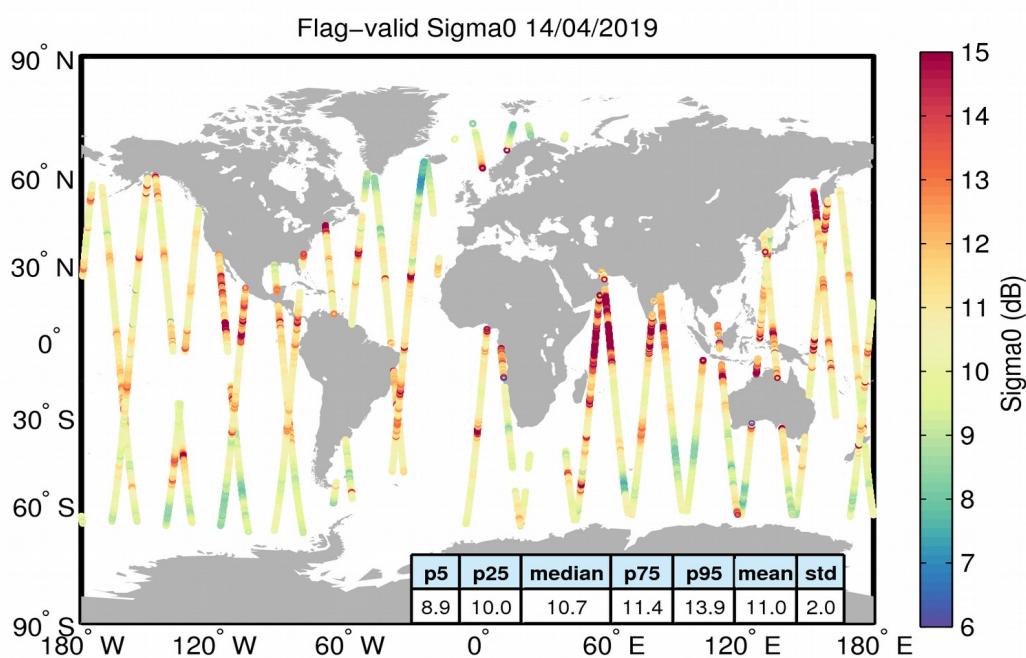 Flag-valid Sigma0 14/04/2019
90° N
60° N
30° N
0°
30° S
60° S
90° S
180° W
120° W
60° W
0°
60° E
120° E
180° E
15
14
13
12
11
10
9
8
7
6
Sigma0 (dB)
p5 p25 median p75 p95 mean std
8.9 10.0 10.7 11.4 13.9 11.0 2.0